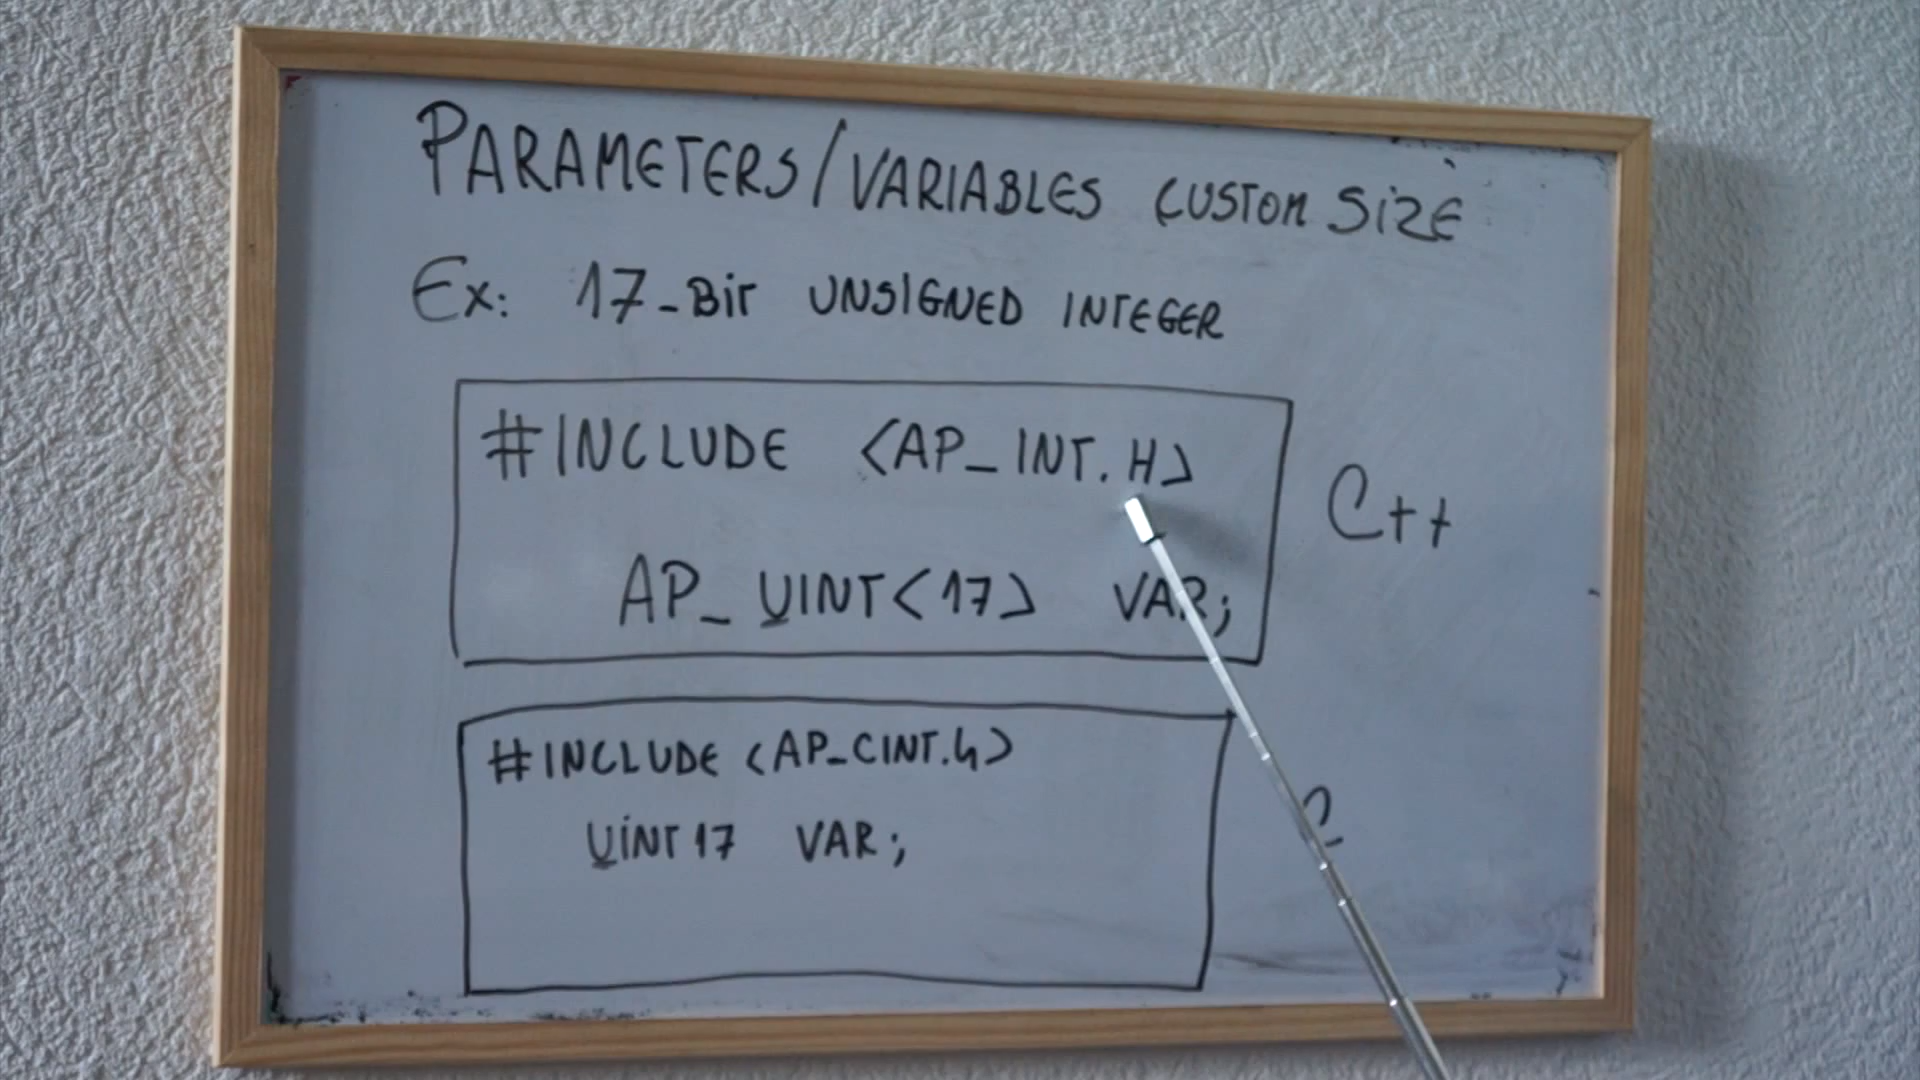 PARAMETERS/VARIABLES CUSTOM SiZE
Ex: 17-Bit UNSIGNED INTEGER
#INCLUDE <AP_INT.H>
AP_UINT<17> VAR;
C++
#INCLUDE <AP_CINT.h>
UiNT17 VAR;
C